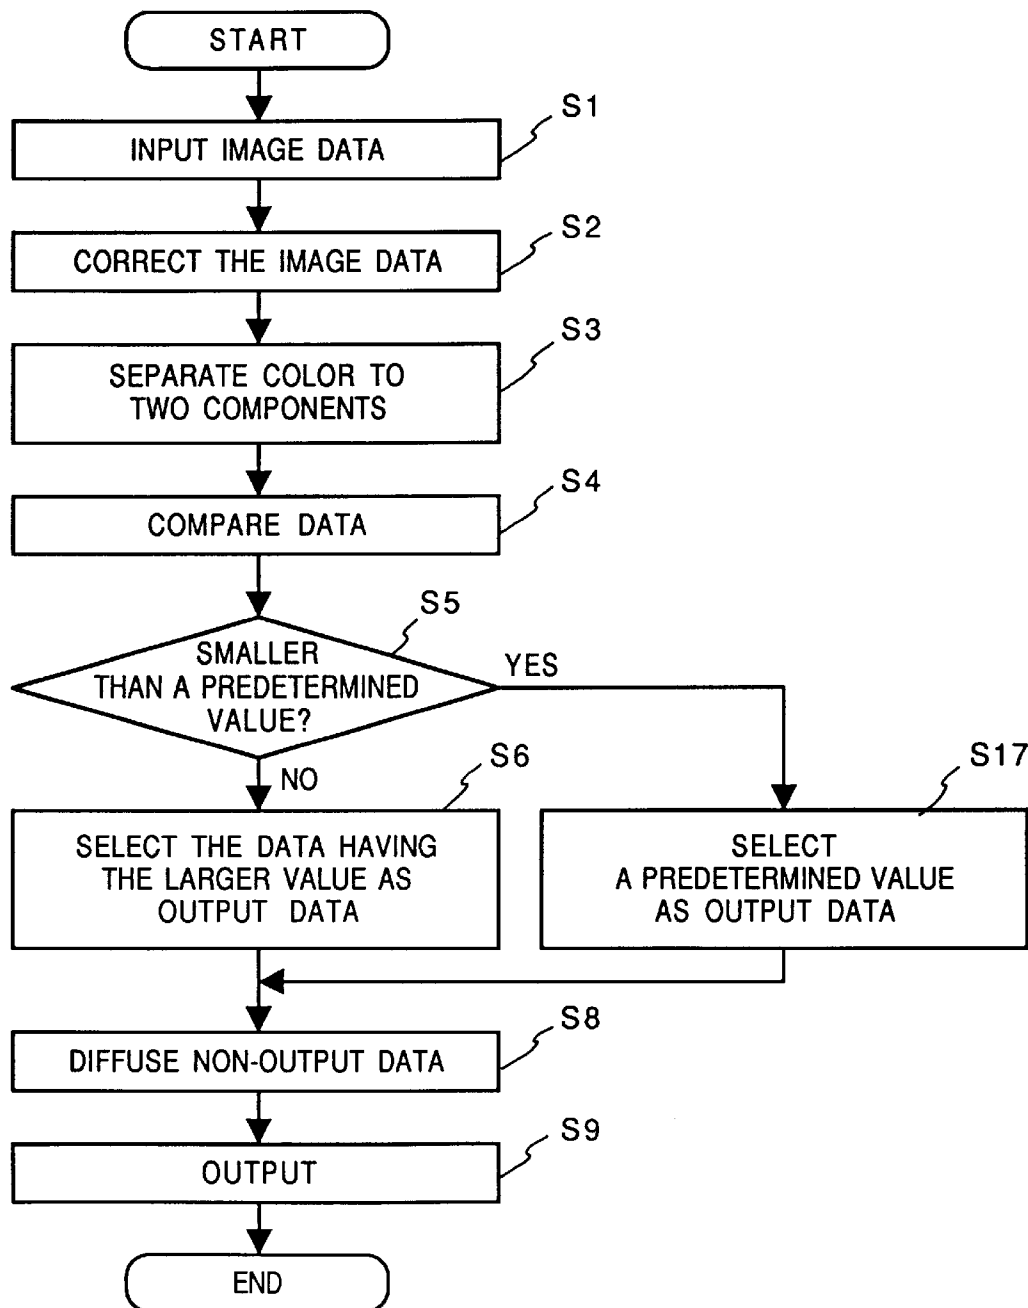 START
S1
INPUT IMAGE DATA
S2
CORRECT THE IMAGE DATA
S3
SEPARATE COLOR TO
TWO COMPONENTS
S4
COMPARE DATA
S5
SMALLER
THAN A PREDETERMINED
VALUE?
YES
NO
S6
SELECT THE DATA HAVING
THE LARGER VALUE AS
OUTPUT DATA
S17
SELECT
A PREDETERMINED VALUE
AS OUTPUT DATA
S8
DIFFUSE NON-OUTPUT DATA
S9
OUTPUT
END